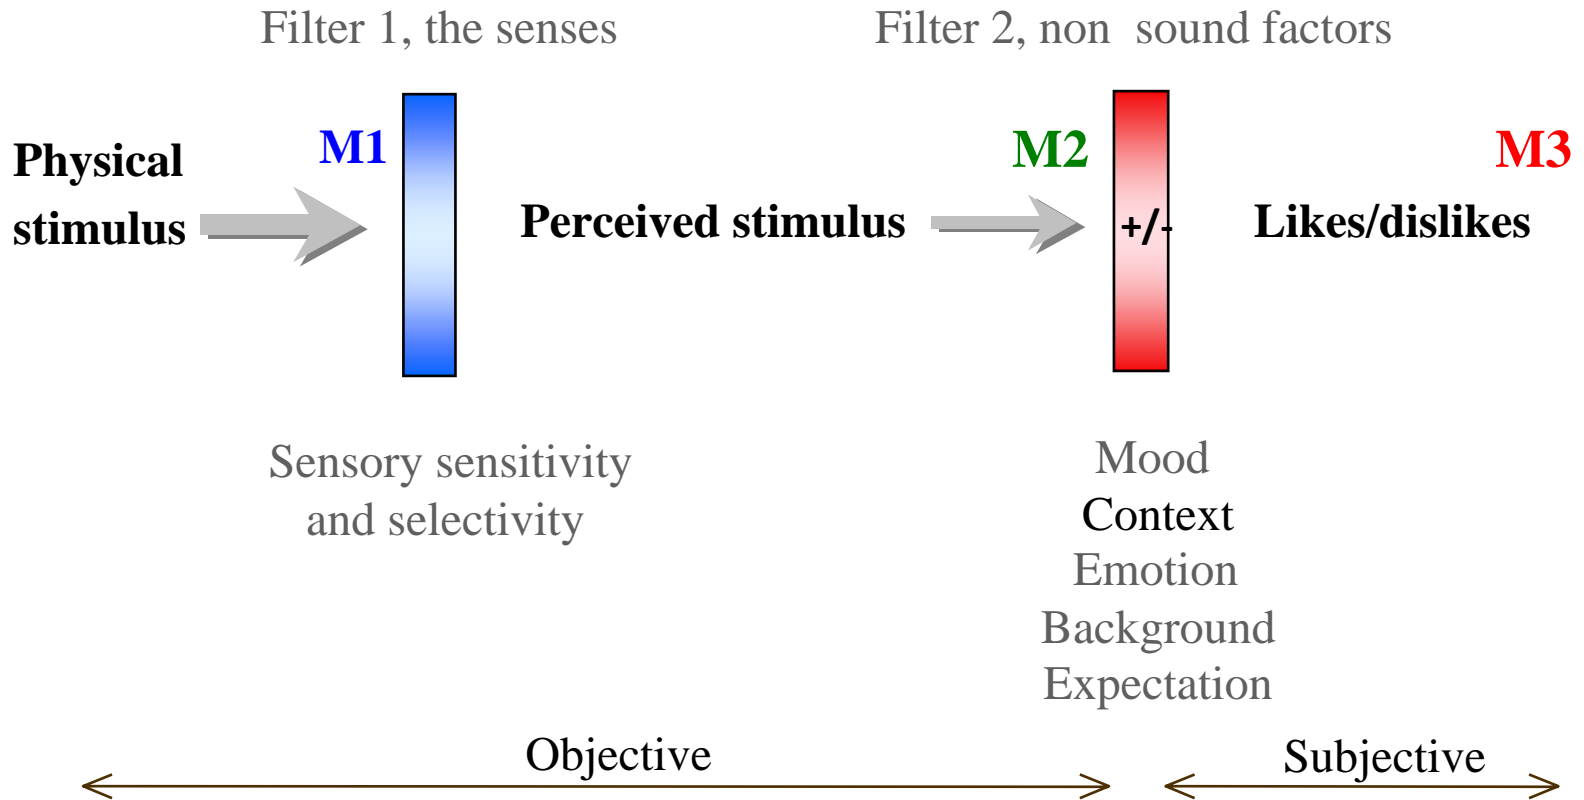 Filter 1, the senses
Filter 2, non  sound factors
M1
M2
M3
Physical
stimulus
Perceived stimulus
+/-
Likes/dislikes
Sensory sensitivity
and selectivity
Mood
Context
Emotion
Background
Expectation
Objective
Subjective